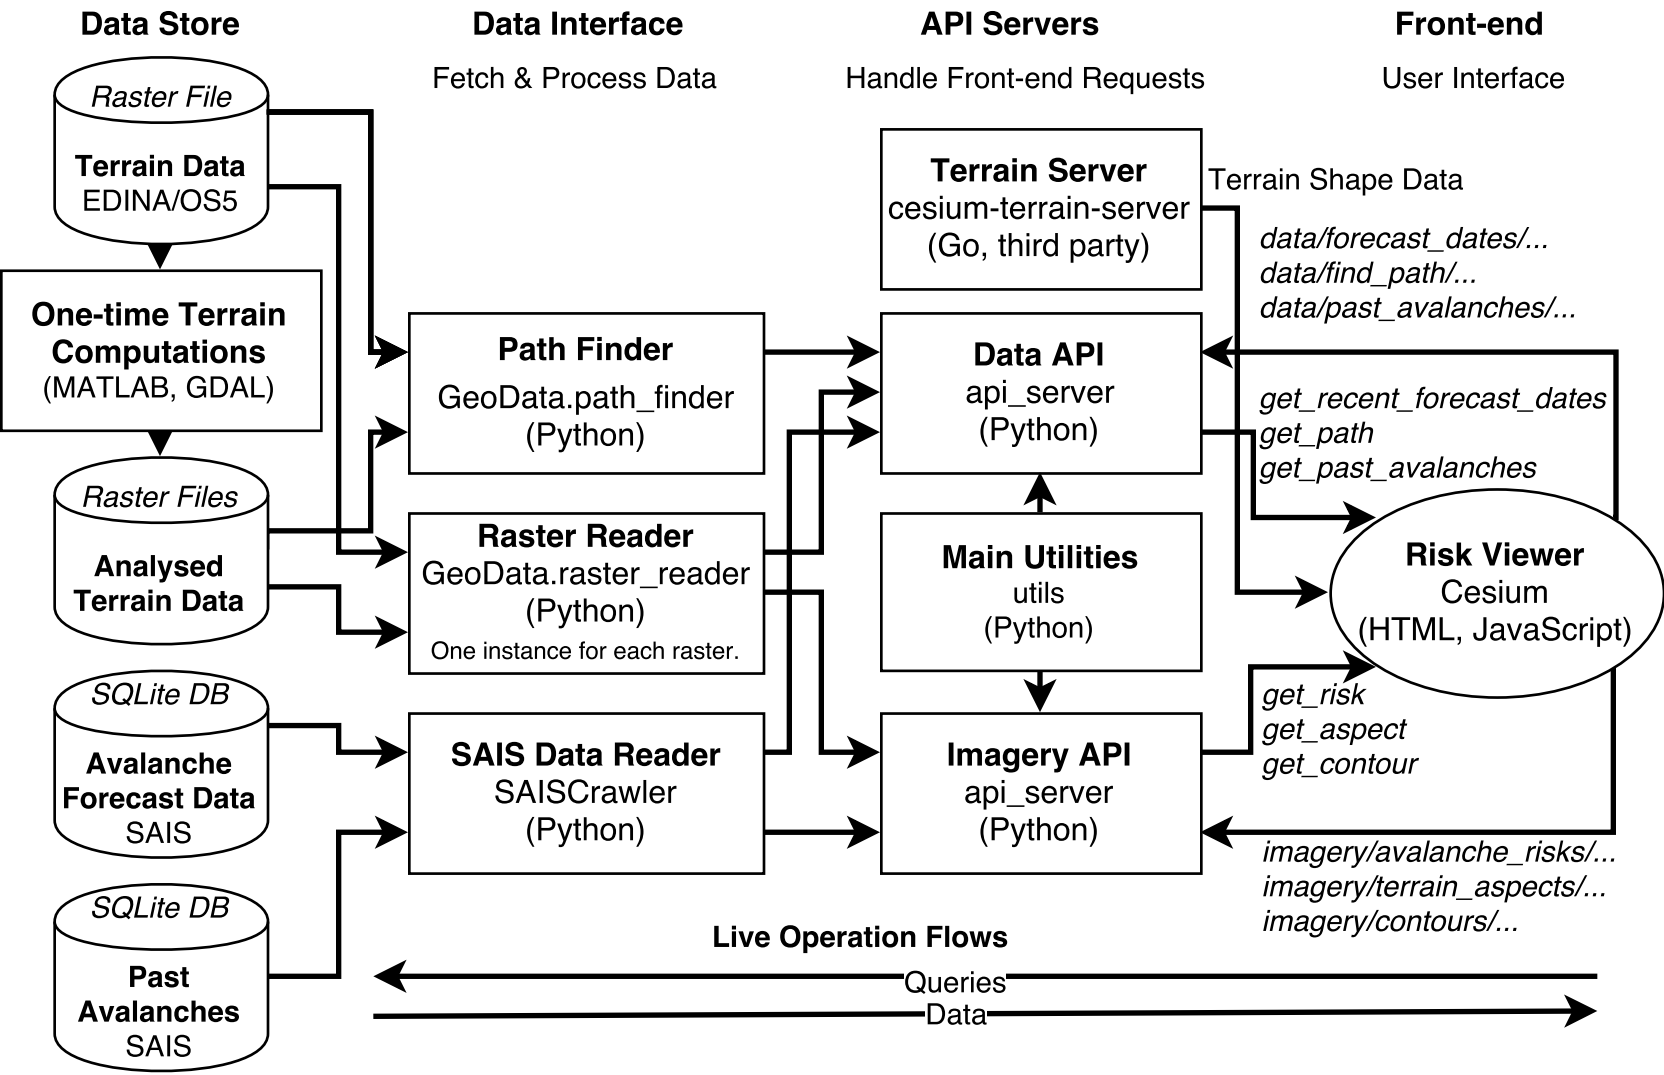 Data Store
Data Interface
API Servers
Front-end
Fetch & Process Data
Handle Front-end Requests
User Interface
Raster File
Terrain Data
EDINA/OS5
One-time Terrain
Computations
(MATLAB, GDAL)
Raster Files
Analysed
Terrain Data
SQLite DB
Avalanche
Forecast Data
SAIS
SQLite DB
Past
Avalanches
SAIS
Path Finder
GeoData.path_finder
(Python)
Raster Reader
GeoData.raster_reader
(Python)
One instance for each raster.
SAIS Data Reader
SAISCrawler
(Python)
Terrain Server
cesium-terrain-server
(Go, third party)
Data API
api_server
(Python)
Main Utilities
utils
(Python)
Imagery API
api_server
(Python)
Terrain Shape Data
data/forecast_dates/...
data/find_path/...
data/past_avalanches/...
get_recent_forecast_dates
get_path
get_past_avalanches
Risk Viewer
Cesium
(HTML, JavaScript)
get_risk
get_aspect
get_contour
imagery/avalanche_risks/...
imagery/terrain_aspects/...
imagery/contours/...
Live Operation Flows
Queries
Data